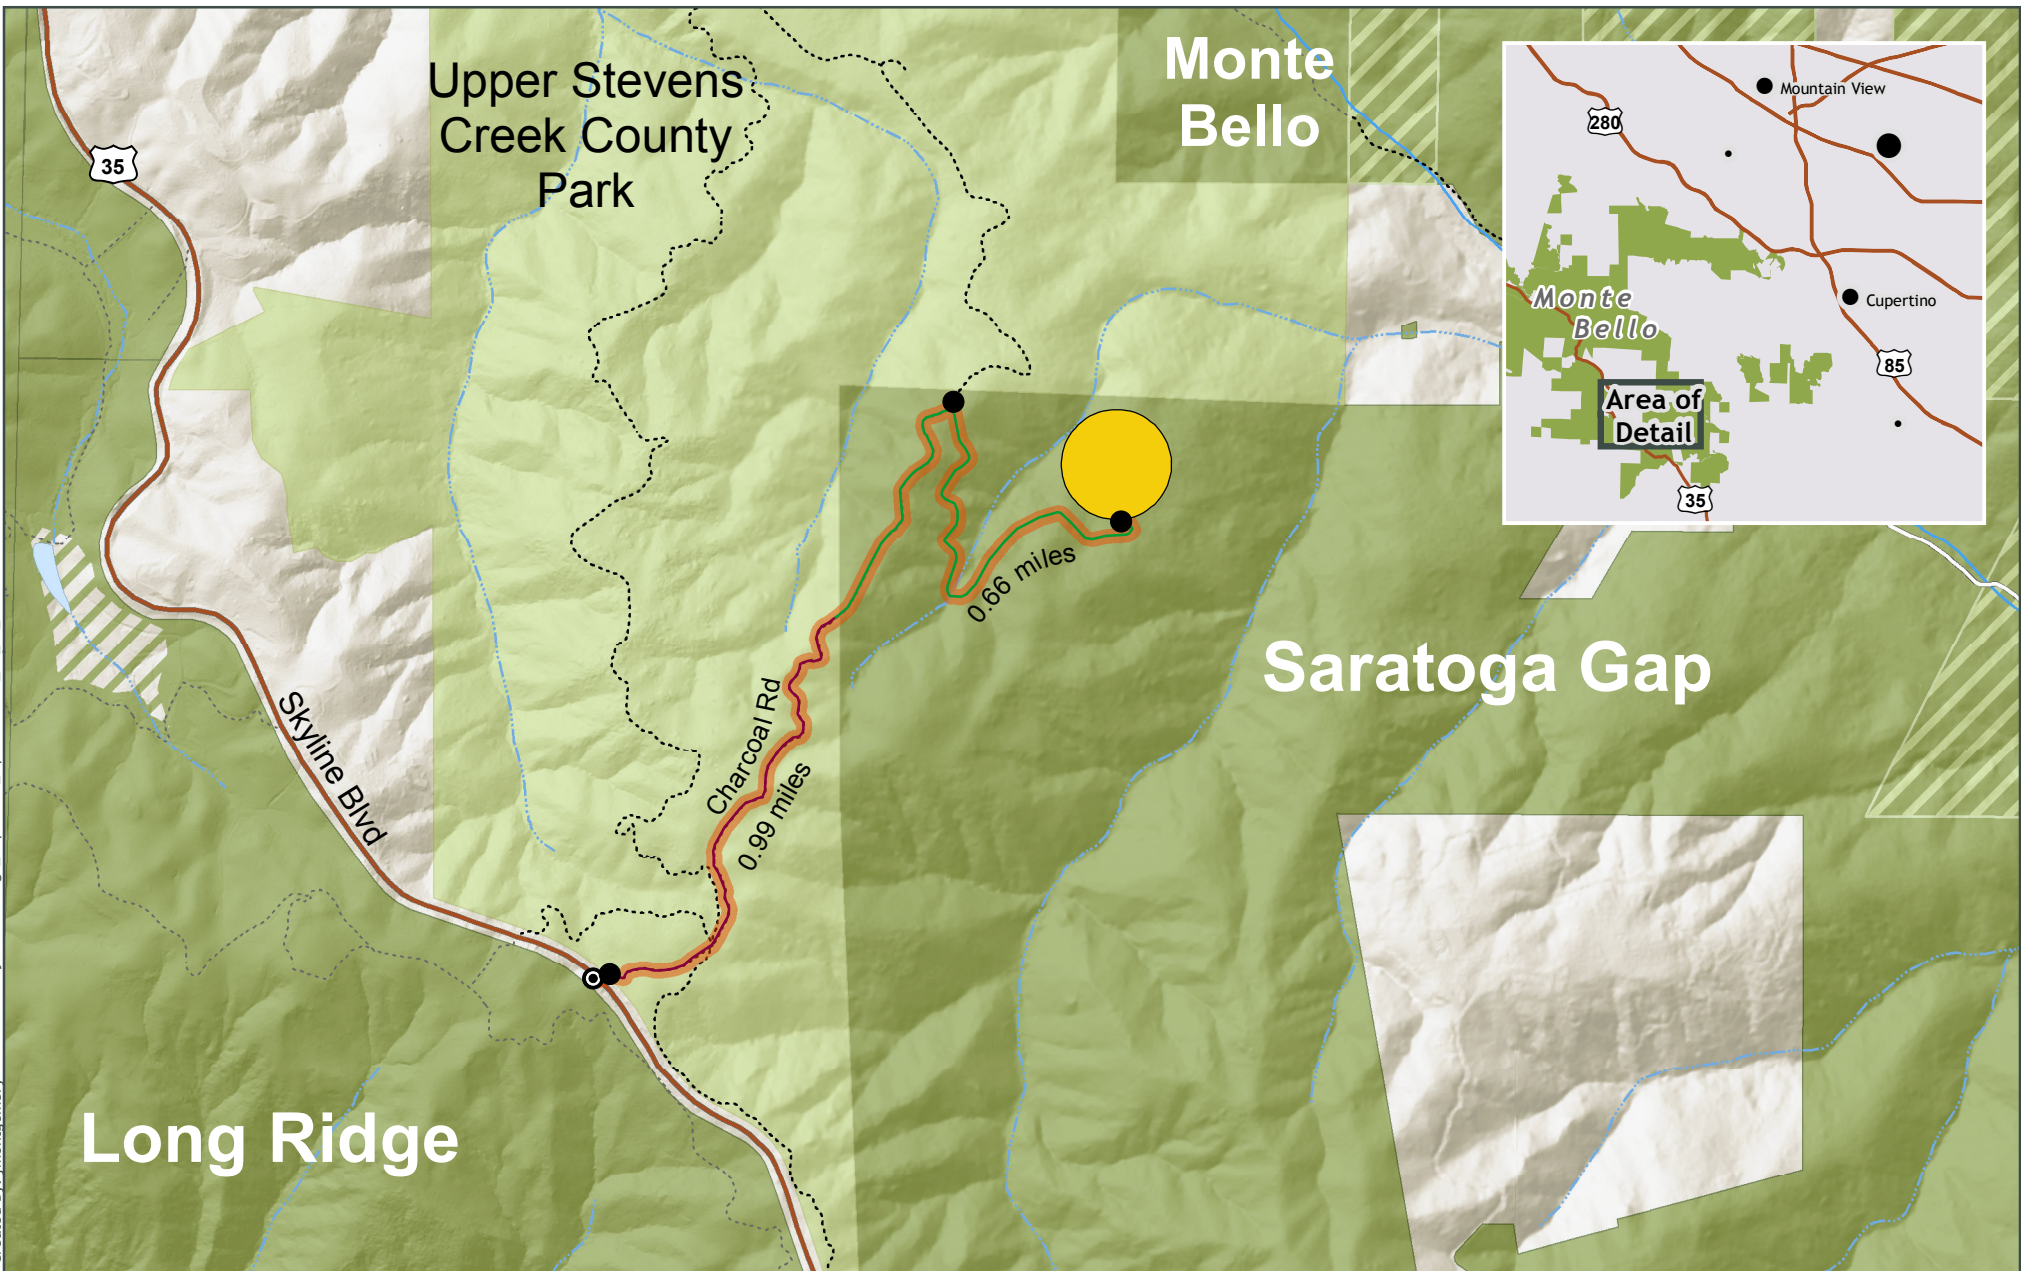 Upper Stevens
Creek County
Park
Monte
Bello
35
Mountain View
280
Monte
Bello
Cupertino
85
Area of
Detail
35
0.66 miles
Saratoga Gap
Charcoal Rd
0.99 miles
Skyline Blvd
Long Ridge